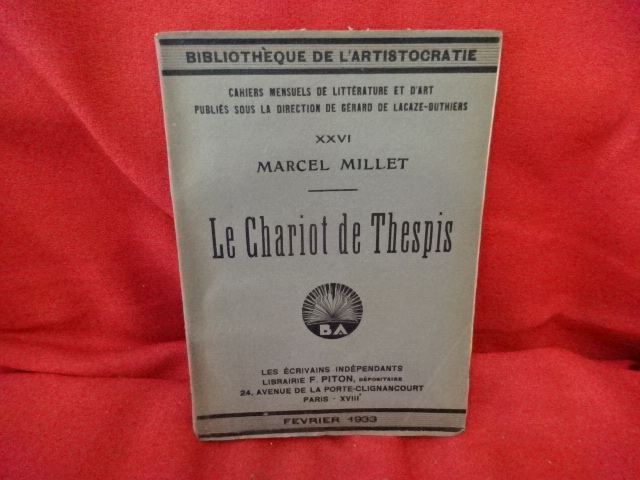 BIBLIOTHÈQUE DE L'ARTISTOCRATIE
CAHIERS MENSUELS DE LITTÉRATURE ET D'ART
PUBLIÉS SOUS LA DIRECTION DE GÉRARD DE LACAZE-DUTHIERS
XXVI
MARCEL MILLET
Le Chariot de Thespis
BA
LES ÉCRIVAINS INDÉPENDANTS
LIBRAIRIE F. PITON, DÉPOSITAIRE
24, AVENUE DE LA PORTE-CLIGNANCOURT
PARIS - XVIIIe
FEVRIER 1933